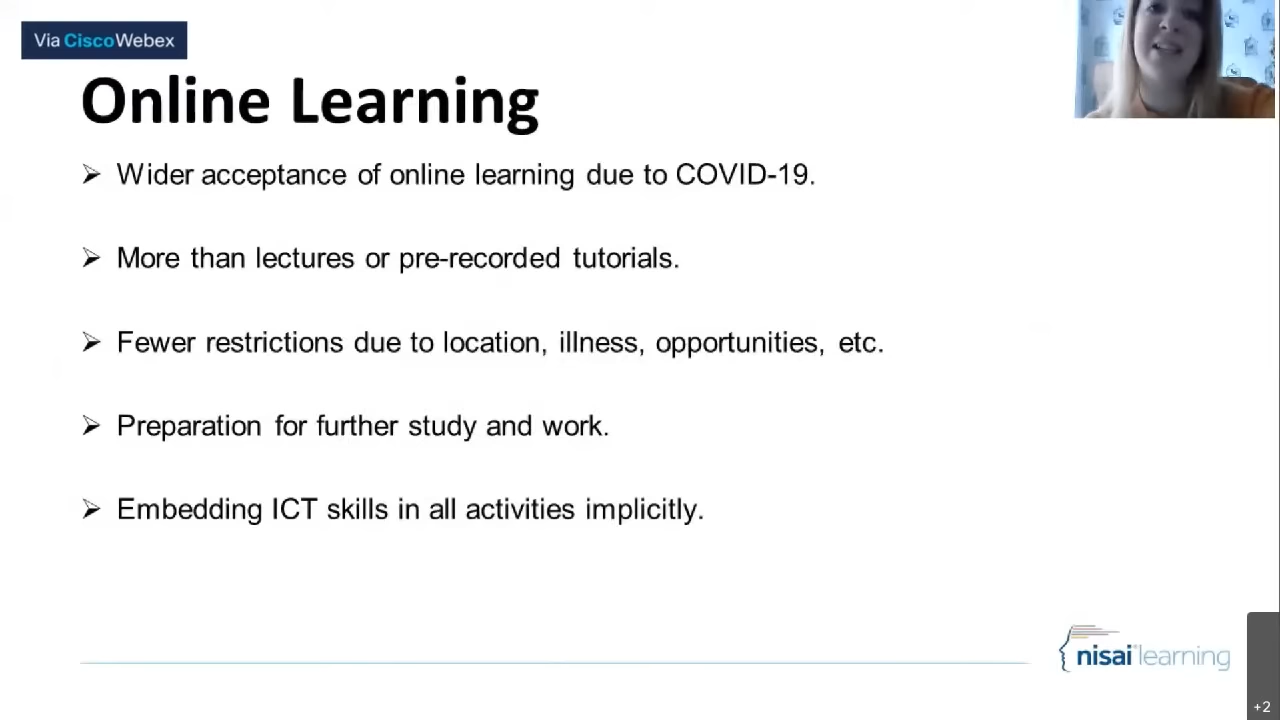 Via CiscoWebex
Online Learning
➢ Wider acceptance of online learning due to COVID-19.
➢ More than lectures or pre-recorded tutorials.
➢ Fewer restrictions due to location, illness, opportunities, etc.
➢ Preparation for further study and work.
➢ Embedding ICT skills in all activities implicitly.
nisai learning
+2